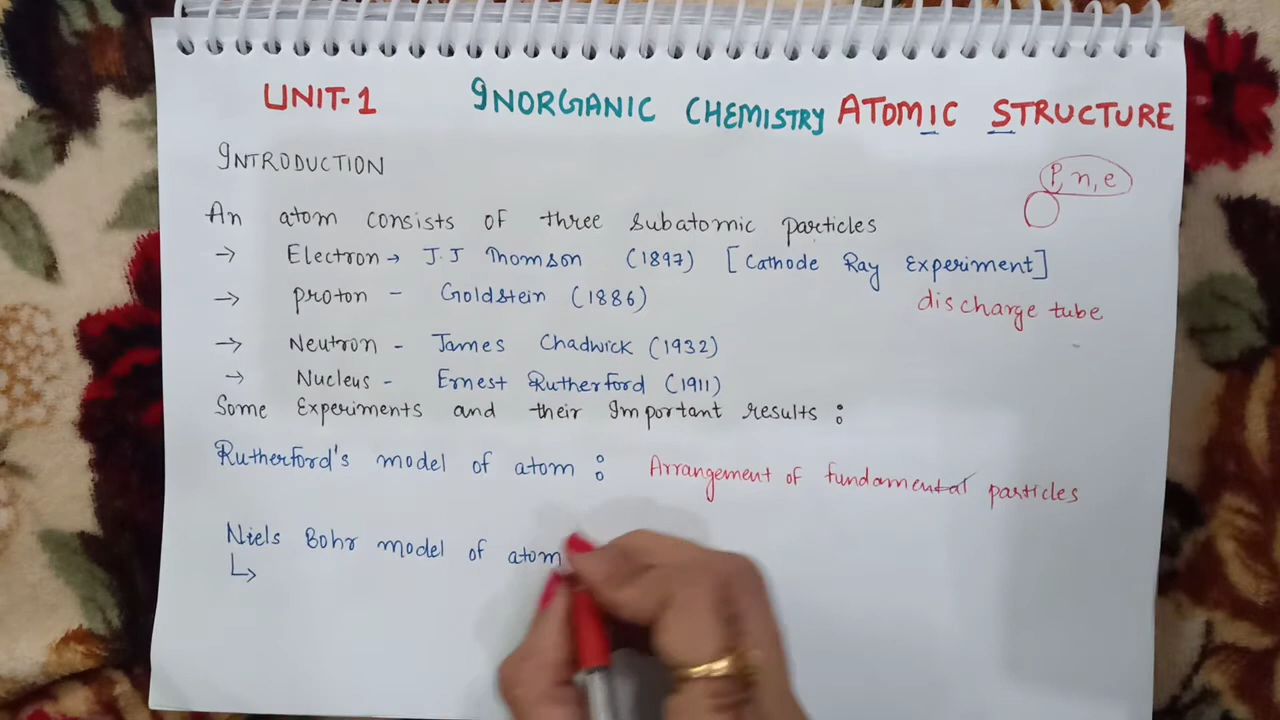 UNIT-1 INORGANIC CHEMISTRY ATOMIC STRUCTURE
INTRODUCTION
P, n, e
An atom consists of three subatomic particles
→ Electron → J.J Thomson (1897) [Cathode Ray Experiment]
→ proton - Goldstein (1886) discharge tube
→ Neutron - James Chadwick (1932)
→ Nucleus - Ernest Rutherford (1911)
Some Experiments and their Important results :
Rutherford's model of atom : Arrangement of fundamental particles
Niels Bohr model of atom
↳